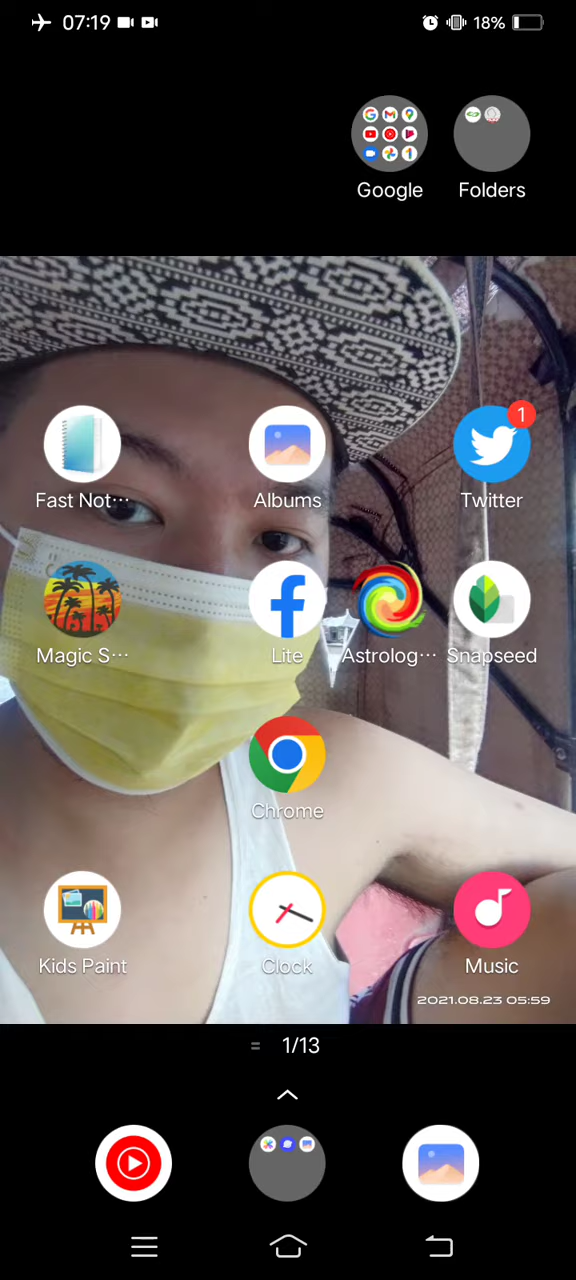 07:19
18%
Google
Folders
1
Fast Not···
Albums
Twitter
Magic S···
Lite
Astrolog···
Snapseed
Chrome
Kids Paint
Clock
Music
2021.08.23 05:59
1/13